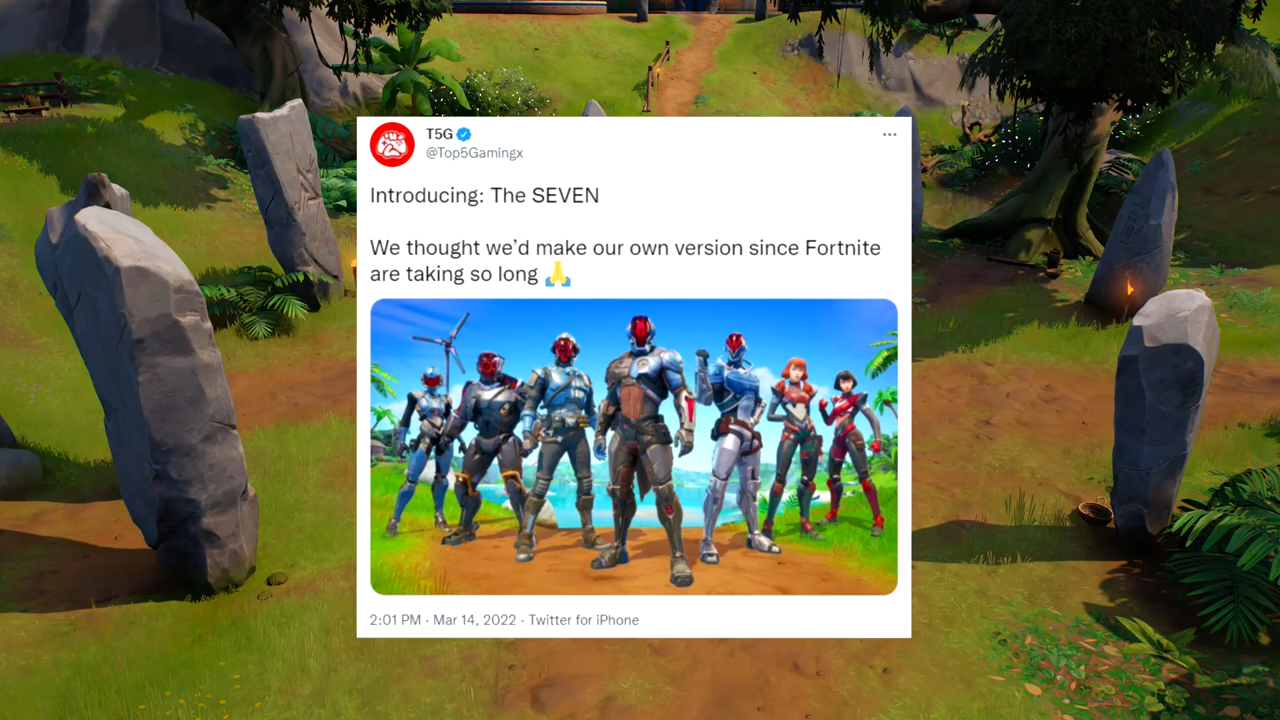 T5G
@Top5Gamingx
Introducing: The SEVEN
We thought we’d make our own version since Fortnite
are taking so long 🙏
2:01 PM · Mar 14, 2022 · Twitter for iPhone